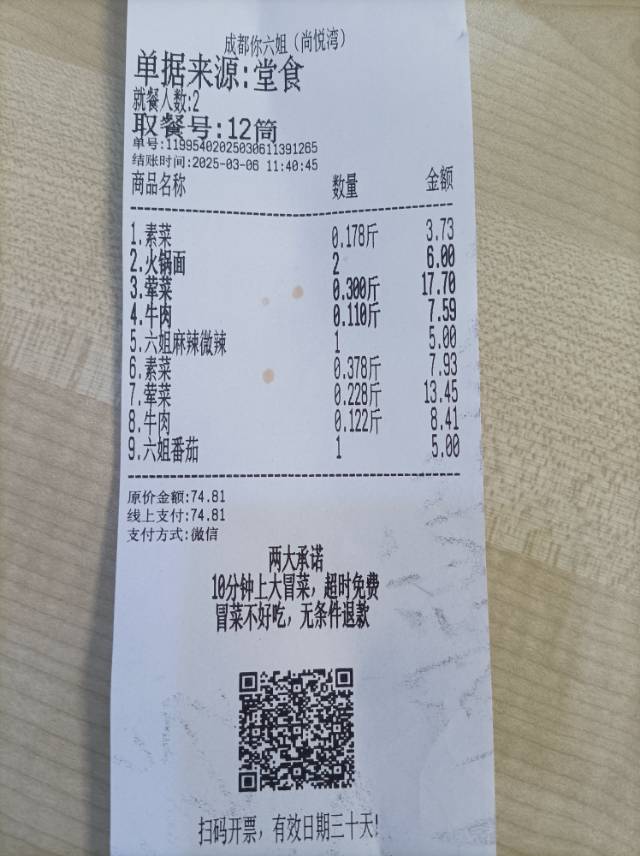 成都你六姐（尚悦湾）
单据来源:堂食
就餐人数:2
取餐号:12筒
单号:11995402025030611391265
结账时间:2025-03-06 11:40:45
商品名称 数量 金额
1.素菜 0.178斤 3.73
2.火锅面 2 6.00
3.荤菜 0.300斤 17.70
4.牛肉 0.110斤 7.59
5.六姐麻辣微辣 1 5.00
6.素菜 0.378斤 7.93
7.荤菜 0.228斤 13.45
8.牛肉 0.122斤 8.41
9.六姐番茄 1 5.00
原价金额:74.81
线上支付:74.81
支付方式:微信
两大承诺
10分钟上大冒菜，超时免费
冒菜不好吃，无条件退款
扫码开票，有效日期三十天!